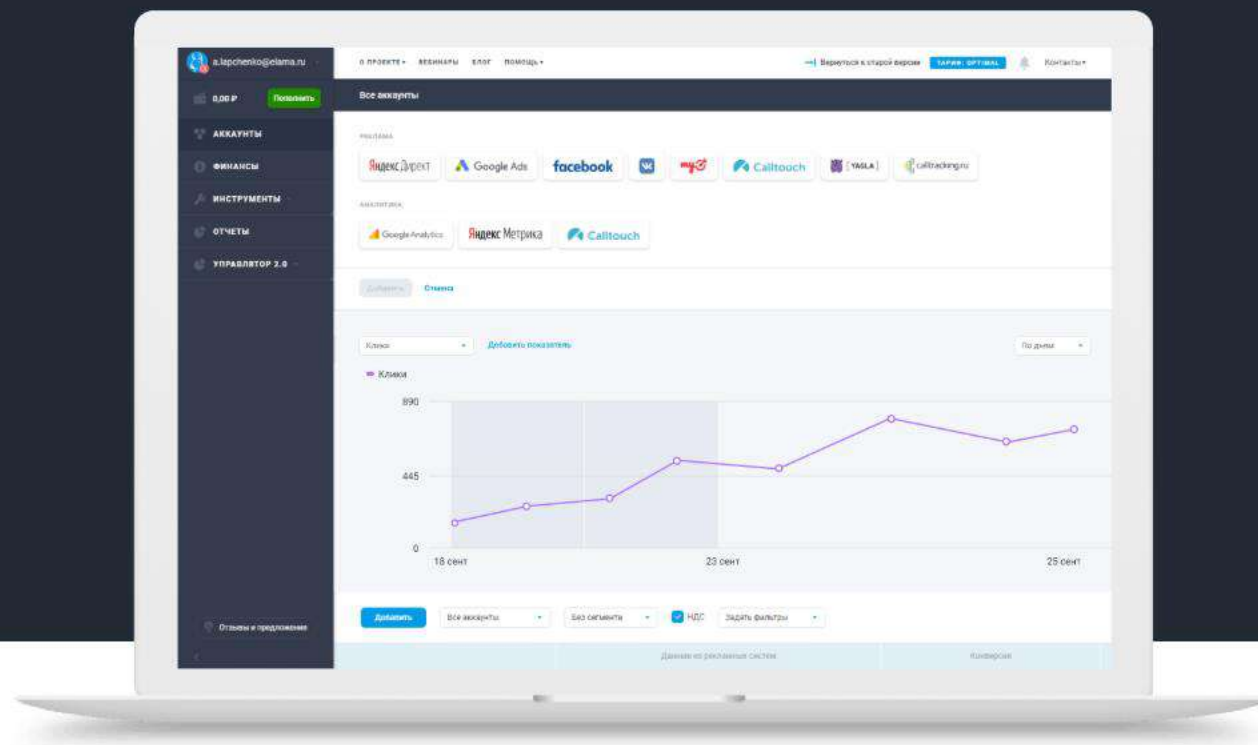 a.lapchenko@elama.ru
О ПРОЕКТЕ ВЕБИНАРЫ БЛОГ ПОМОЩЬ
Вернуться к старой версии ТАРИФ: OPTIMAL Контакты
0,00 ₽ Пополнить
Все аккаунты
АККАУНТЫ
ФИНАНСЫ
ИНСТРУМЕНТЫ
ОТЧЕТЫ
УПРАВЛЯТОР 2.0
РЕКЛАМА
Яндекс Директ Google Ads facebook my Calltouch [YAGLA] calltracking.ru
АНАЛИТИКА
Google Analytics Яндекс Метрика Calltouch
Добавить Отмена
Клики Добавить показатель По дням
Клики
890
445
0
18 сент 23 сент 25 сент
Добавить Все аккаунты Без сегмента НДС Задать фильтры
Отзывы и предложения
Данные из рекламных систем Конверсии